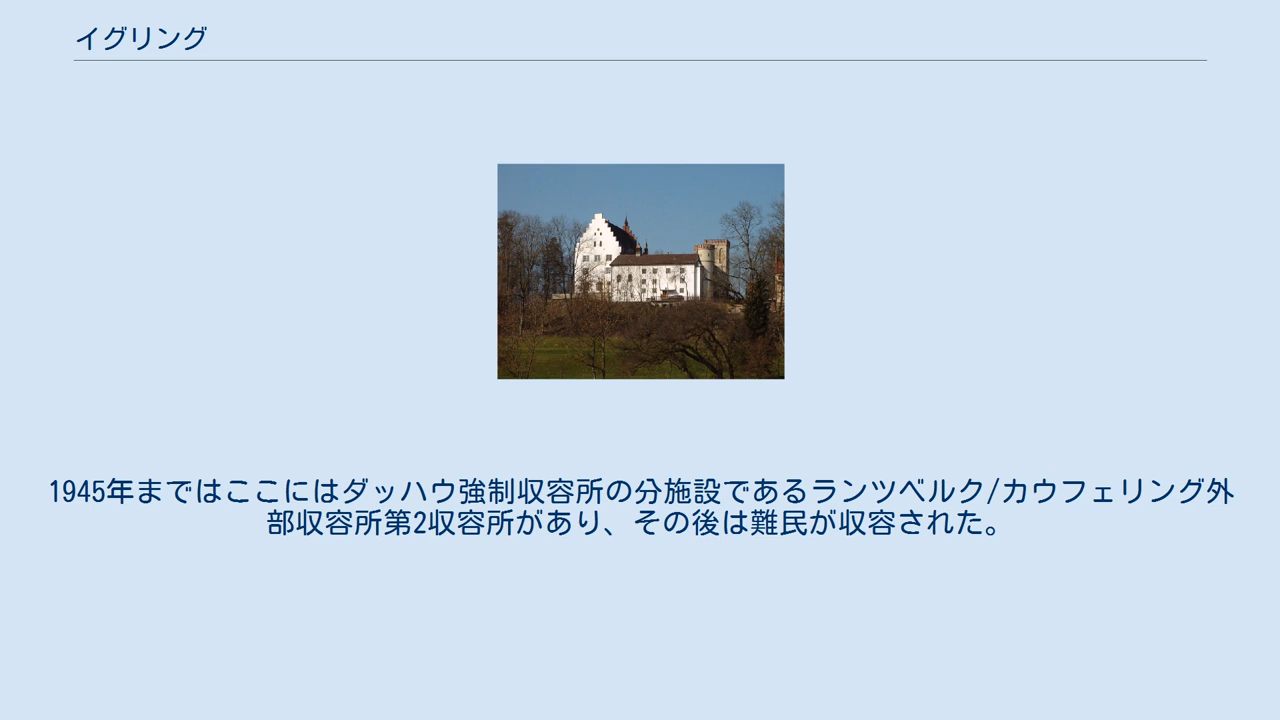 イグリング
1945年まではここにはダッハウ強制収容所の分施設であるランツベルク/カウフェリング外
部収容所第2収容所があり、その後は難民が収容された。